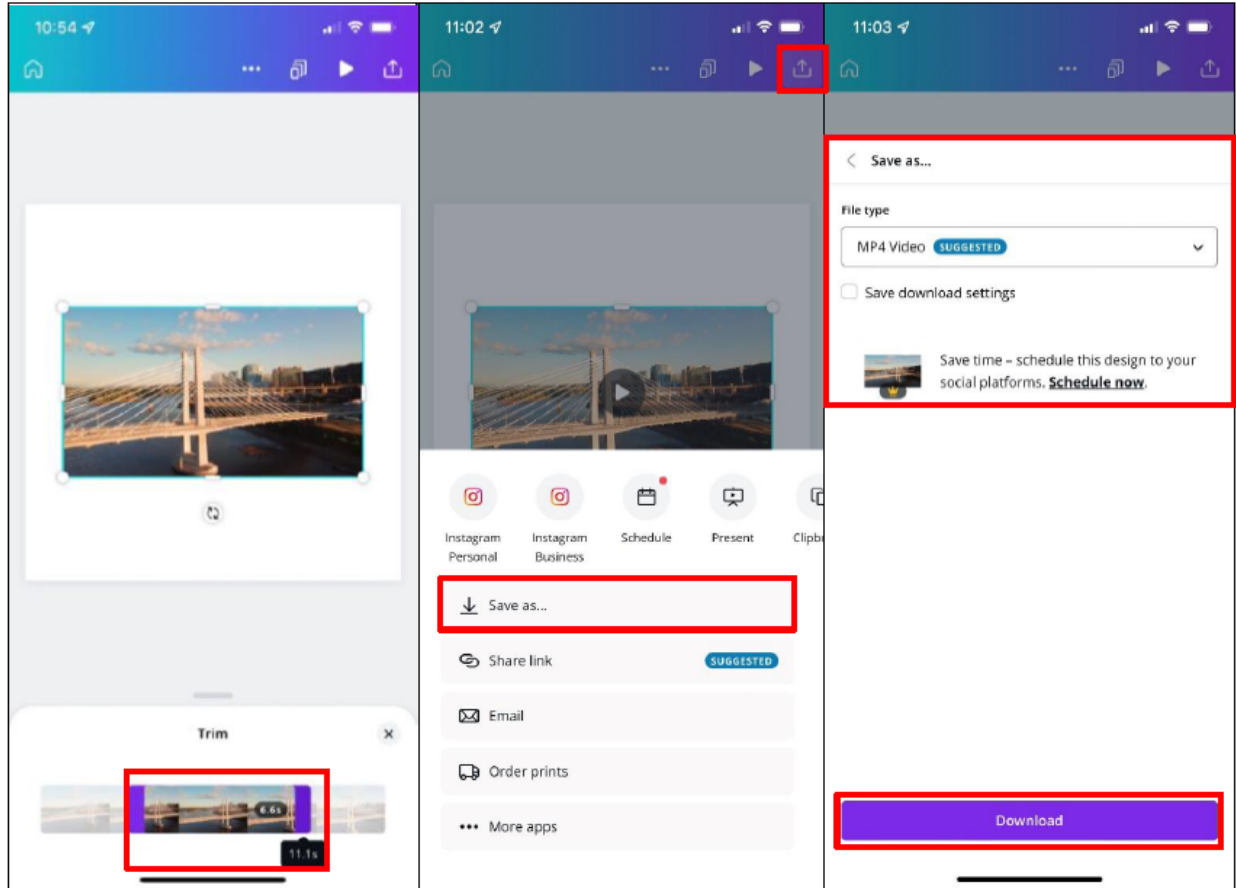 10:54
Trim
6.6s
11.1s
11:02
Instagram
Personal
Instagram
Business
Schedule
Present
Save as...
Share link SUGGESTED
Email
Order prints
More apps
11:03
Save as...
File type
MP4 Video SUGGESTED
Save download settings
Save time – schedule this design to your
social platforms. Schedule now.
Download